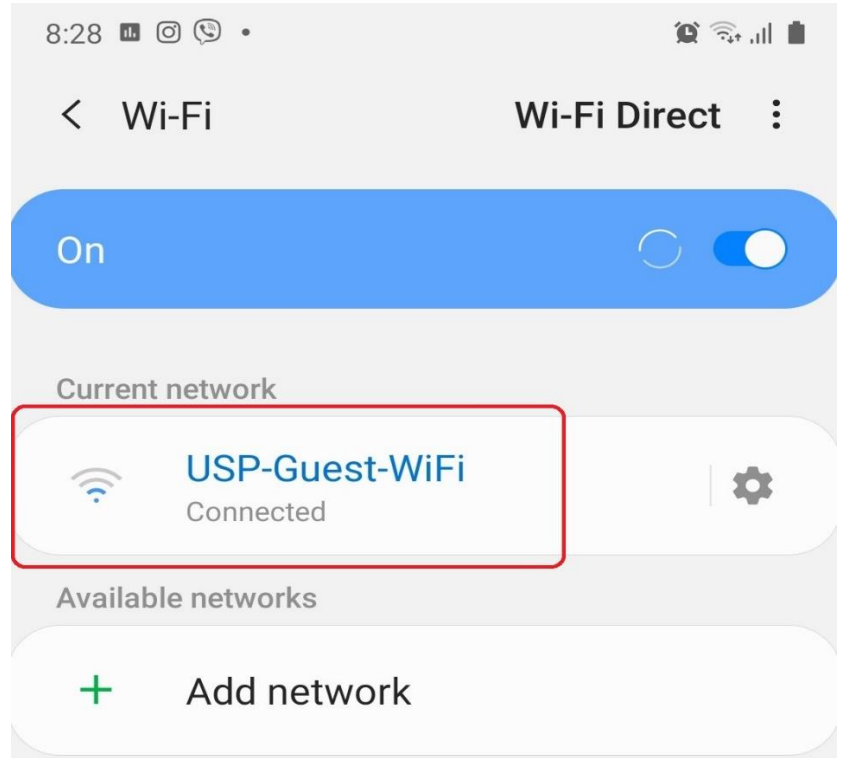 8:28
Wi-Fi Wi-Fi Direct
On
Current network
USP-Guest-WiFi
Connected
Available networks
Add network